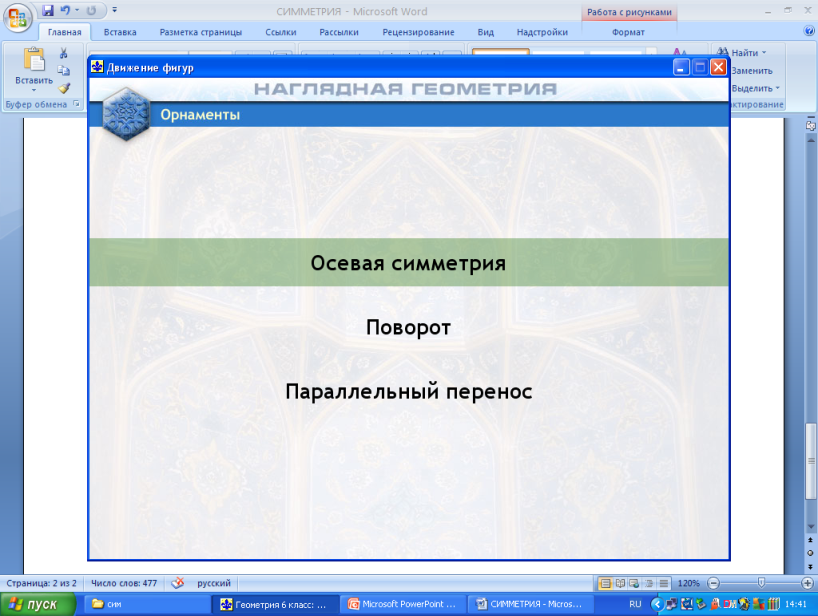 СИММЕТРИЯ - Microsoft Word
Работа с рисунками
Главная Вставка Разметка страницы Ссылки Рассылки Рецензирование Вид Надстройки Формат
Вставить
Буфер обмена
Найти
Заменить
Выделить
Движение фигур
НАГЛЯДНАЯ ГЕОМЕТРИЯ
Орнаменты
Осевая симметрия
Поворот
Параллельный перенос
Страница: 2 из 2 Число слов: 477 русский 120%
пуск сим Геометрия 6 класс: ... Microsoft PowerPoint ... СИММЕТРИЯ - Micros... RU 14:41